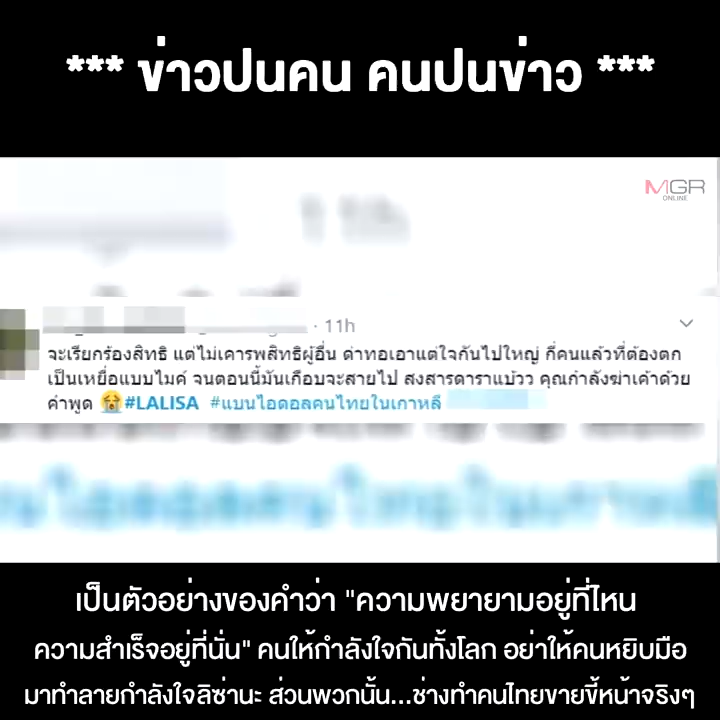 *** ข่าวปนคน คนปนข่าว ***
MGR
ONLINE
· 11h
จะเรียกร้องสิทธิ แต่ไม่เคารพสิทธิผู้อื่น ด่าทอเอาแต่ใจกันไปใหญ่ กี่คนแล้วที่ต้องตก
เป็นเหยื่อแบบไมค์ จนตอนนี้มันเกือบจะสายไป สงสารดาราแบ้วว คุณกำลังฆ่าเค้าด้วย
คำพูด 😭#LALISA #แบนไอดอลคนไทยในเกาหลี
เป็นตัวอย่างของคำว่า "ความพยายามอยู่ที่ไหน
ความสำเร็จอยู่ที่นั่น" คนให้กำลังใจกันทั้งโลก อย่าให้คนหยิบมือ
มาทำลายกำลังใจลิซ่านะ ส่วนพวกนั้น...ช่างทำคนไทยขายขี้หน้าจริงๆ